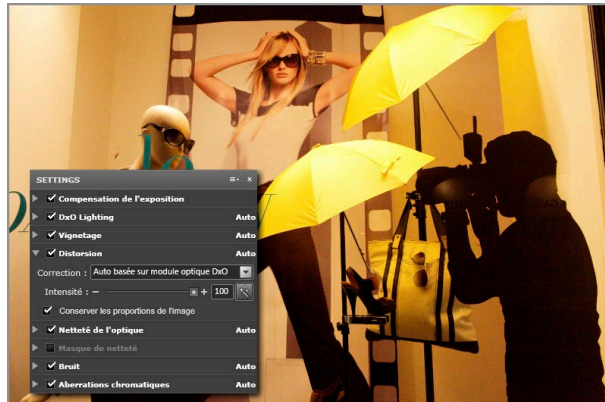 SETTINGS
Compensation de l'exposition
DxO Lighting Auto
Vignetage Auto
Distorsion Auto
Correction : Auto basée sur module optique DxO
Intensité : − + 100
Conserver les proportions de l'image
Netteté de l'optique Auto
Masque de netteté
Bruit Auto
Aberrations chromatiques Auto